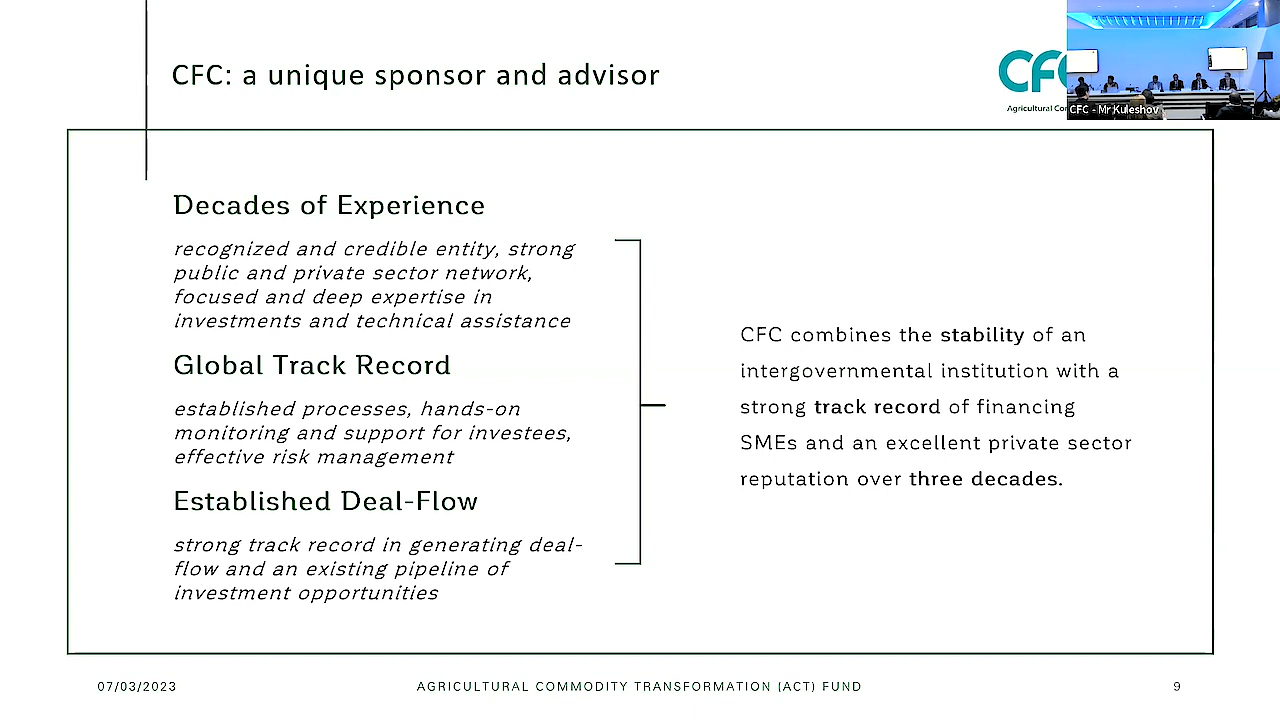 CFC: a unique sponsor and advisor
CFC
Agricultural Co
CFC - Mr Kuleshov
Decades of Experience
recognized and credible entity, strong
public and private sector network,
focused and deep expertise in
investments and technical assistance
Global Track Record
established processes, hands-on
monitoring and support for investees,
effective risk management
Established Deal-Flow
strong track record in generating deal-
flow and an existing pipeline of
investment opportunities
CFC combines the stability of an
intergovernmental institution with a
strong track record of financing
SMEs and an excellent private sector
reputation over three decades.
07/03/2023
AGRICULTURAL COMMODITY TRANSFORMATION (ACT) FUND
9